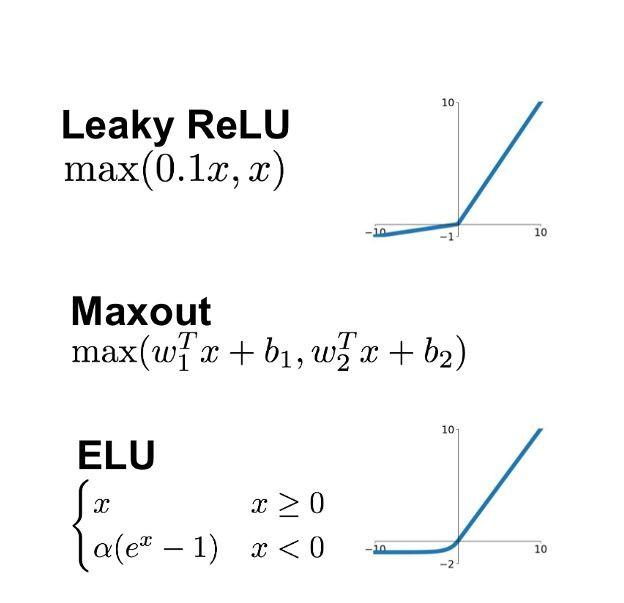 Leaky ReLU
max(0.1x, x)
10
−10
−1
10
Maxout
max(w₁ᵀx + b₁, w₂ᵀx + b₂)
ELU
x x ≥ 0
α(eˣ − 1) x < 0
10
−10
−2
10